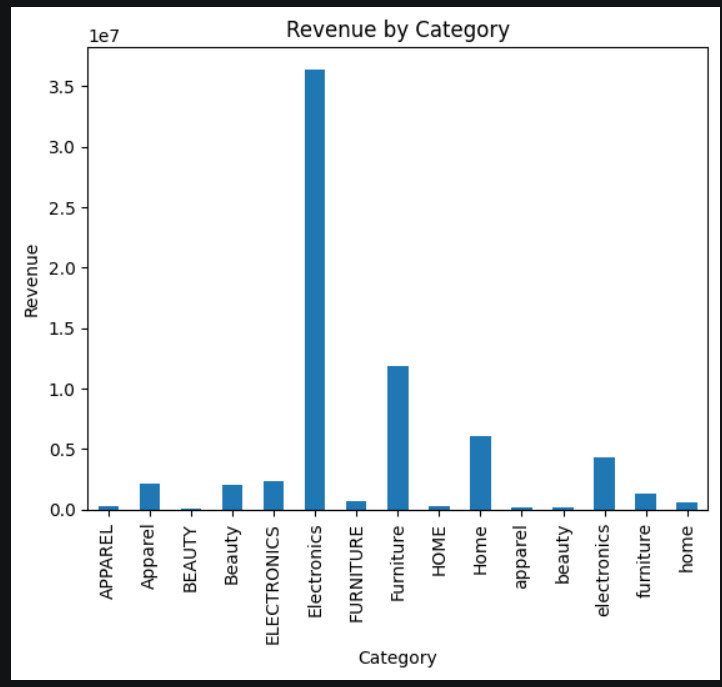 Revenue by Category
1e7
3.5
3.0
2.5
2.0
1.5
1.0
0.5
0.0
Revenue
APPAREL
Apparel
BEAUTY
Beauty
ELECTRONICS
Electronics
FURNITURE
Furniture
HOME
Home
apparel
beauty
electronics
furniture
home
Category